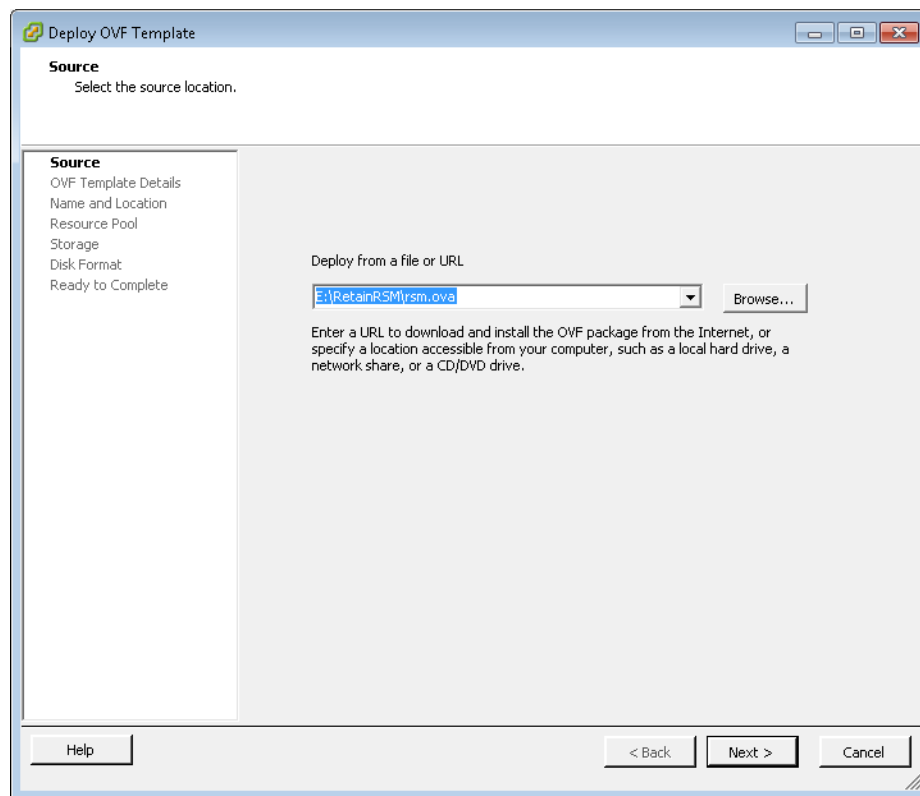 Deploy OVF Template
Source
Select the source location.
Source
OVF Template Details
Name and Location
Resource Pool
Storage
Disk Format
Ready to Complete
Deploy from a file or URL
E:\RetainRSM\rsm.ova
Browse...
Enter a URL to download and install the OVF package from the Internet, or
specify a location accessible from your computer, such as a local hard drive, a
network share, or a CD/DVD drive.
Help
< Back
Next >
Cancel